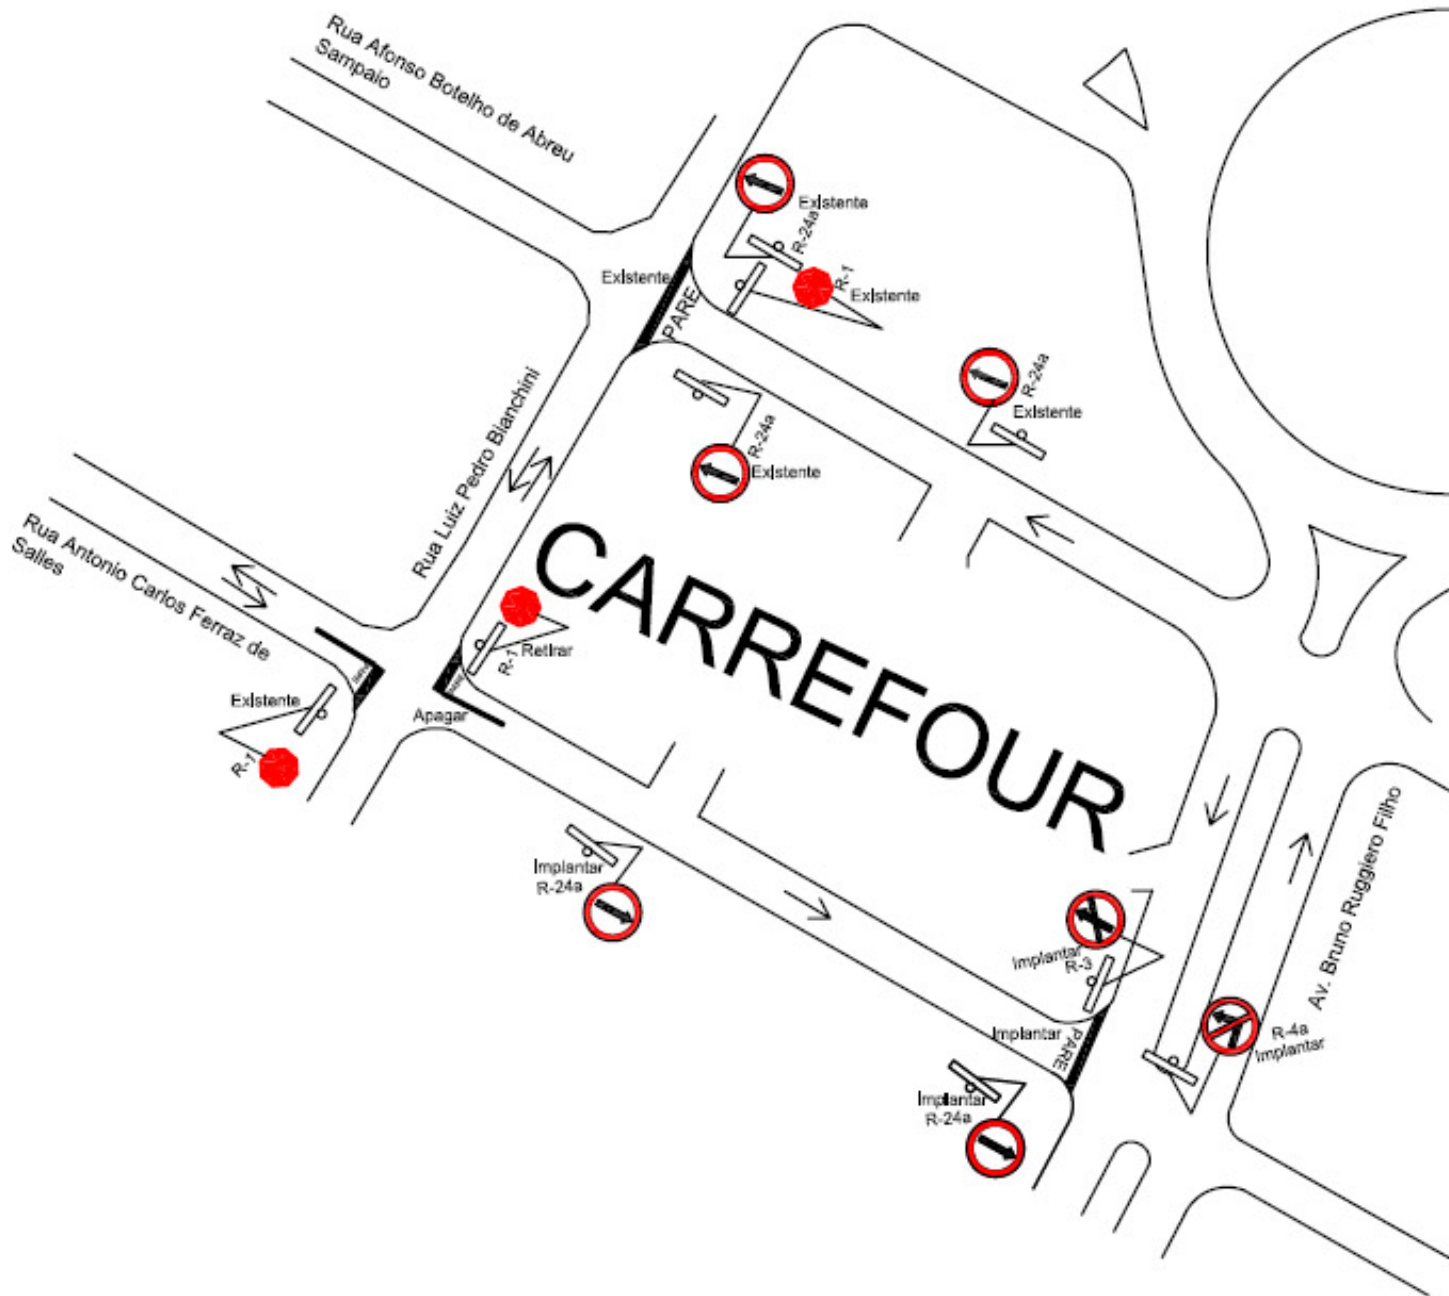 Rua Afonso Botelho de Abreu
Sampaio
Existente
R-24a
R-1
Existente
Existente
PARE
R-24a
Existente
R-24a
Existente
Rua Luiz Pedro Bianchini
Rua Antonio Carlos Ferraz de
Salles
CARREFOUR
R-1
Retirar
Existente
R-1
PARE
PARE
Apagar
Implantar
R-24a
Implantar
R-3
Implantar
PARE
R-4a
Implantar
Av. Bruno Ruggiero Filho
Implantar
R-24a